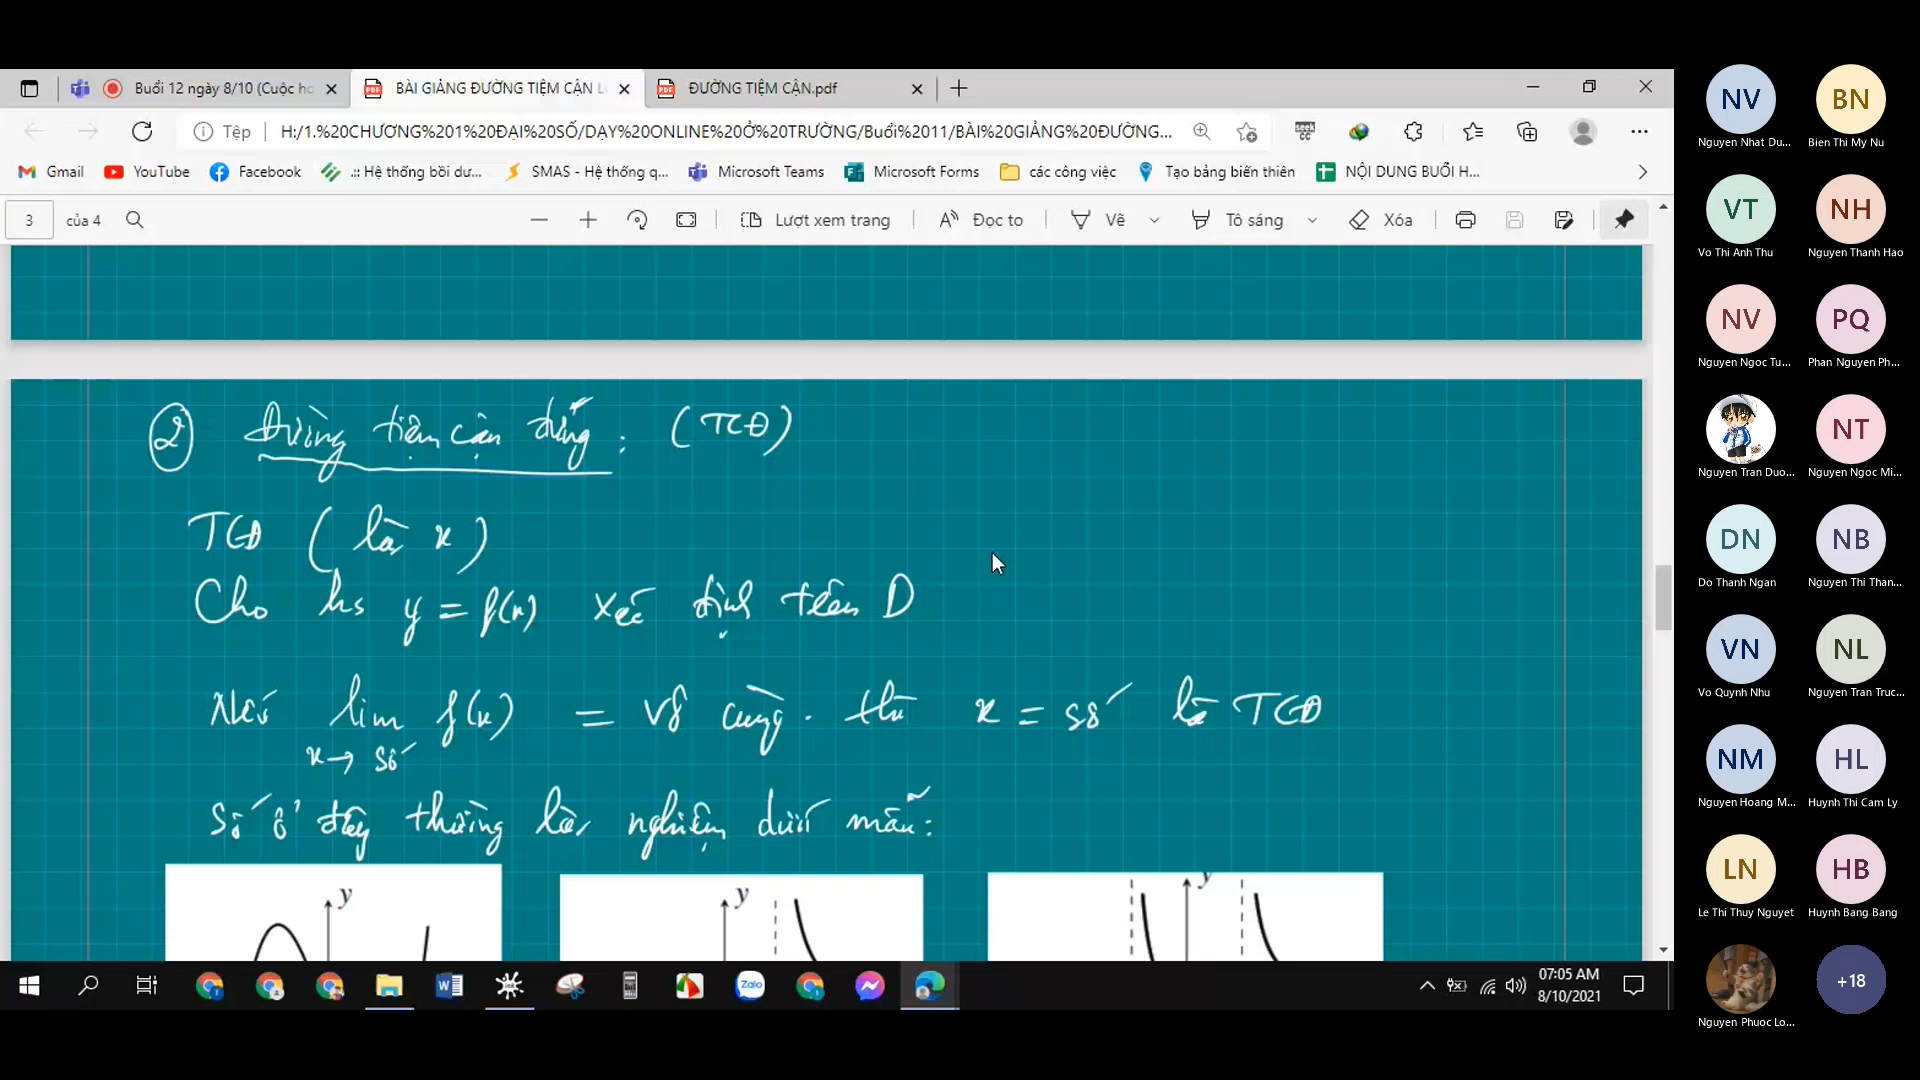 Buổi 12 ngày 8/10 (Cuộc họ
BÀI GIẢNG ĐƯỜNG TIỆM CẬN L
ĐƯỜNG TIỆM CẬN.pdf
Tệp
H:/1.%20CHƯƠNG%201%20ĐẠI%20SỐ/DẠY%20ONLINE%20Ở%20TRƯỜNG/Buổi%2011/BÀI%20GIẢNG%20ĐƯỜNG...
Gmail
YouTube
Facebook
.:: Hệ thống bồi dư...
SMAS - Hệ thống q...
Microsoft Teams
Microsoft Forms
các công việc
Tạo bảng biến thiên
NỘI DUNG BUỔI H...
3
của 4
Lượt xem trang
Đọc to
Vẽ
Tô sáng
Xóa
② Đường tiệm cận đứng : (TCĐ)
TCĐ ( là x )
Cho hs y = f(x) xác định trên D
Nếu lim f(x) = vô cùng . thì x = số là TCĐ
x → số
Số ở đây thường là nghiệm dưới mẫu :
y
y
y
Zalo
07:05 AM
8/10/2021
NV
Nguyen Nhat Du...
BN
Bien Thi My Nu
VT
Vo Thi Anh Thu
NH
Nguyen Thanh Hao
NV
Nguyen Ngoc Tu...
PQ
Phan Nguyen Ph...
Nguyen Tran Duo...
NT
Nguyen Ngoc Mi...
DN
Do Thanh Ngan
NB
Nguyen Thi Than...
VN
Vo Quynh Nhu
NL
Nguyen Tran Truc...
NM
Nguyen Hoang M...
HL
Huynh Thi Cam Ly
LN
Le Thi Thuy Nguyet
HB
Huynh Bang Bang
Nguyen Phuoc Lo...
+18